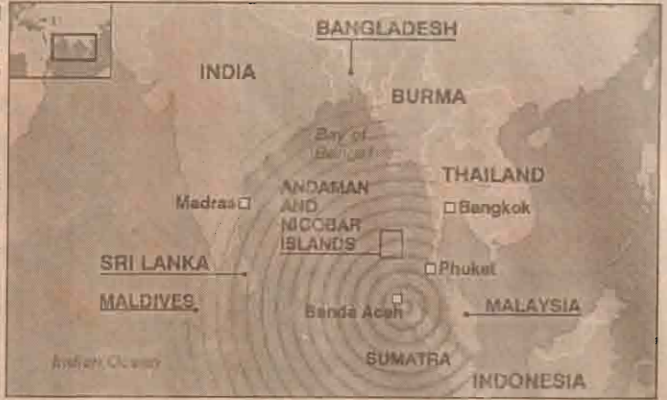 BANGLADESH
INDIA
BURMA
Bay of
Bengal
THAILAND
ANDAMAN
AND
NICOBAR
ISLANDS
Madras
Bangkok
SRI LANKA
Phuket
MALDIVES
Banda Aceh
MALAYSIA
Indian Ocean
SUMATRA
INDONESIA